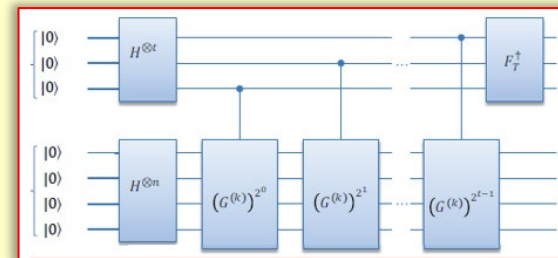 |0⟩
|0⟩
|0⟩
H^{⊗t}
...
F_T^†
|0⟩
|0⟩
|0⟩
|0⟩
H^{⊗n}
(G^{(k)})^{2^0}
(G^{(k)})^{2^1}
...
(G^{(k)})^{2^{t-1}}